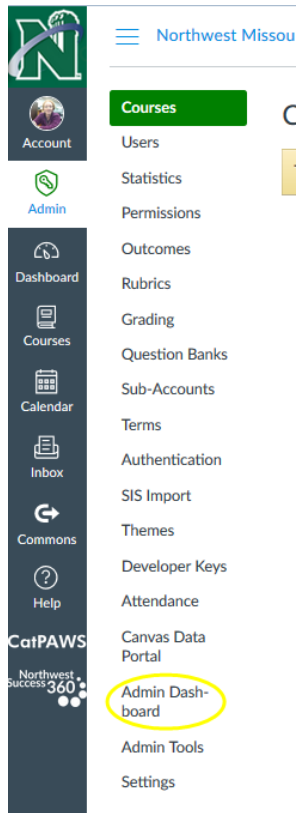 N
Northwest Missou
Account
Admin
Dashboard
Courses
Calendar
Inbox
Commons
Help
CatPAWS
Northwest
Success 360
Courses
Users
Statistics
Permissions
Outcomes
Rubrics
Grading
Question Banks
Sub-Accounts
Terms
Authentication
SIS Import
Themes
Developer Keys
Attendance
Canvas Data
Portal
Admin Dash-
board
Admin Tools
Settings